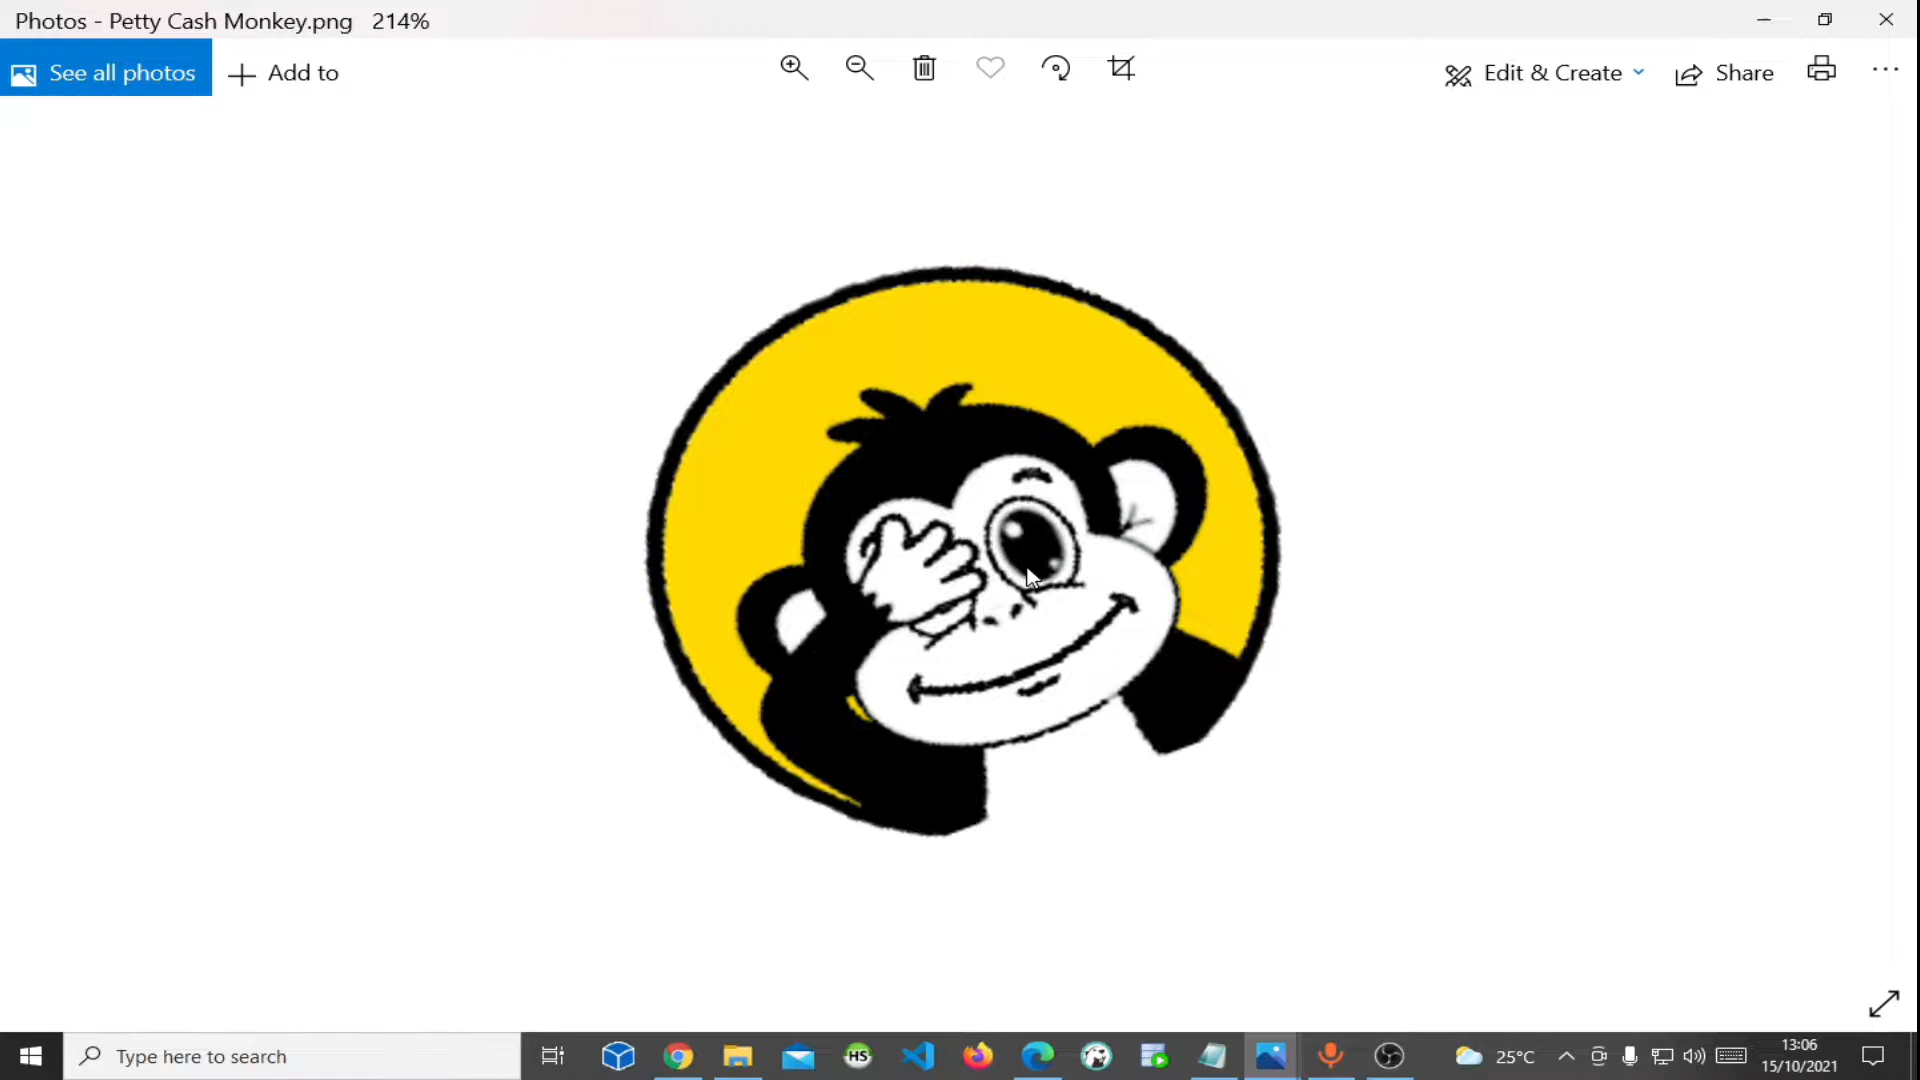 Photos - Petty Cash Monkey.png 214%
See all photos
Add to
Edit & Create
Share
Type here to search
HS
25°C
13:06
15/10/2021